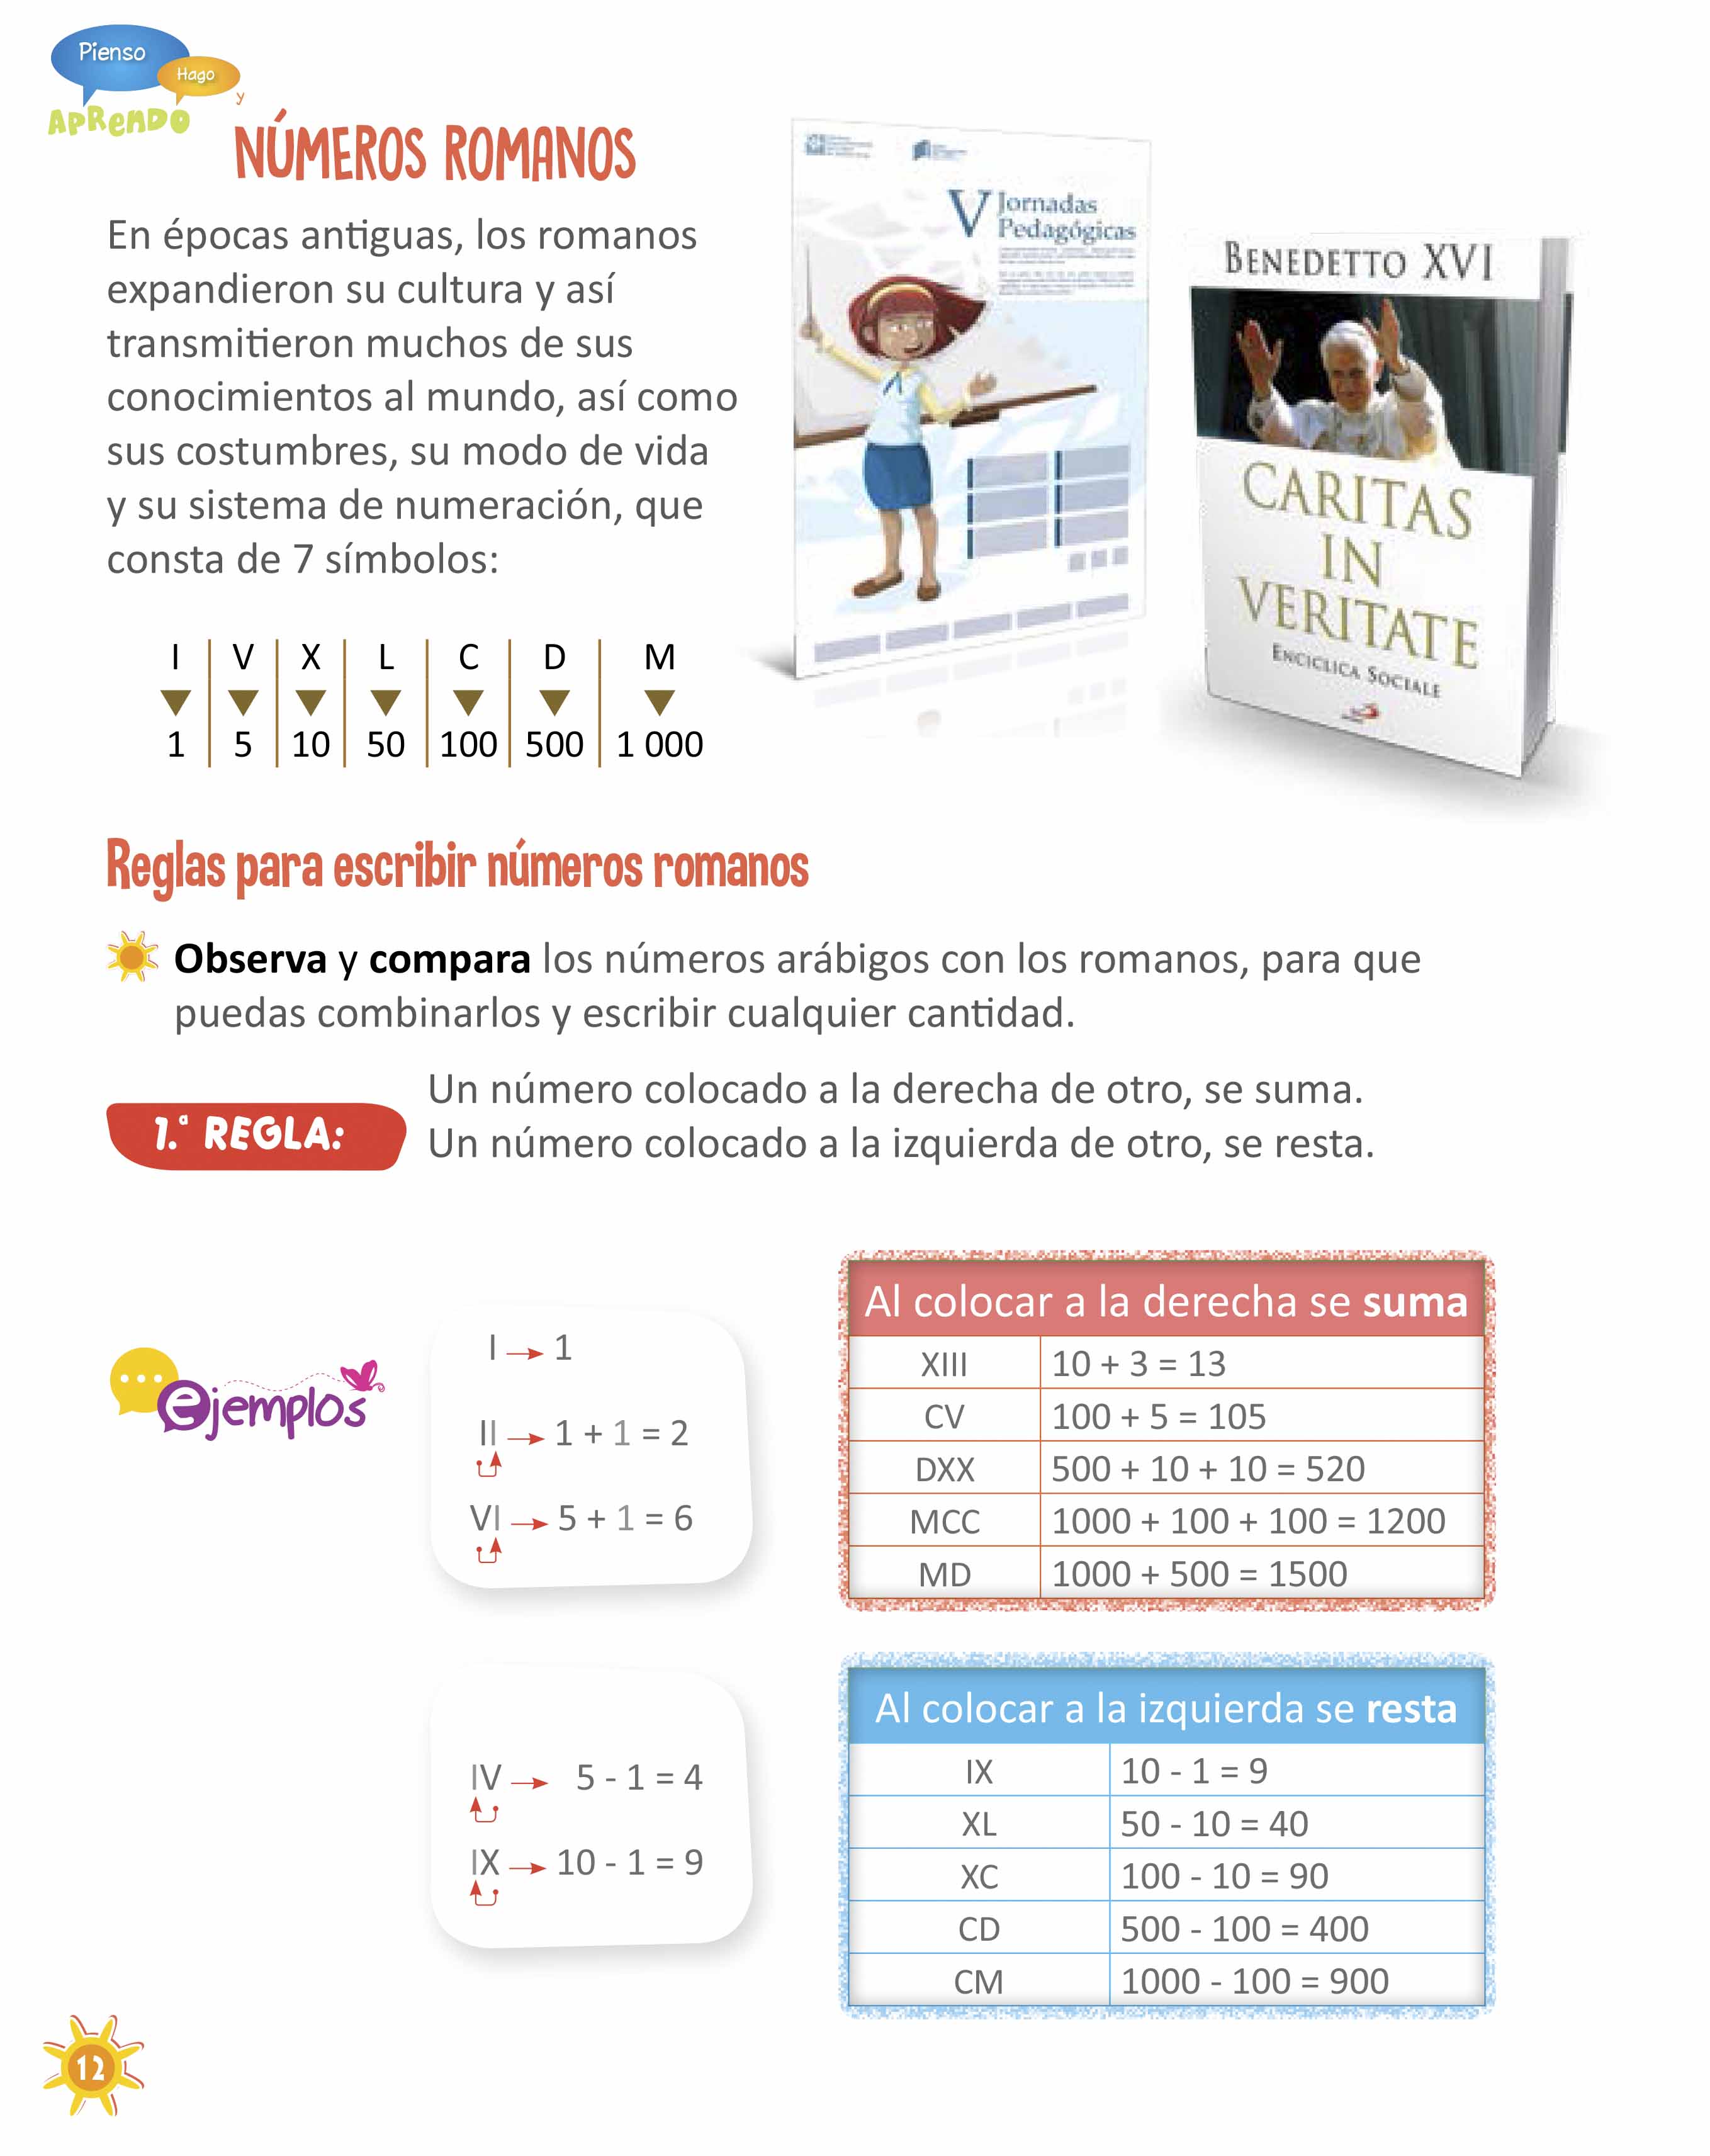 Pienso
Hago
y
APRENDO
NÚMEROS ROMANOS
En épocas antiguas, los romanos
expandieron su cultura y así
transmitieron muchos de sus
conocimientos al mundo, así como
sus costumbres, su modo de vida
y su sistema de numeración, que
consta de 7 símbolos:
V Jornadas
Pedagógicas
BENEDETTO XVI
CARITAS
IN
VERITATE
ENCICLICA SOCIALE
I V X L C D M
1 5 10 50 100 500 1 000
Reglas para escribir números romanos
Observa y compara los números arábigos con los romanos, para que
puedas combinarlos y escribir cualquier cantidad.
1.ª REGLA:
Un número colocado a la derecha de otro, se suma.
Un número colocado a la izquierda de otro, se resta.
ejemplos
I 1
II 1 + 1 = 2
VI 5 + 1 = 6
Al colocar a la derecha se suma
XIII 10 + 3 = 13
CV 100 + 5 = 105
DXX 500 + 10 + 10 = 520
MCC 1000 + 100 + 100 = 1200
MD 1000 + 500 = 1500
IV 5 - 1 = 4
IX 10 - 1 = 9
Al colocar a la izquierda se resta
IX 10 - 1 = 9
XL 50 - 10 = 40
XC 100 - 10 = 90
CD 500 - 100 = 400
CM 1000 - 100 = 900
12